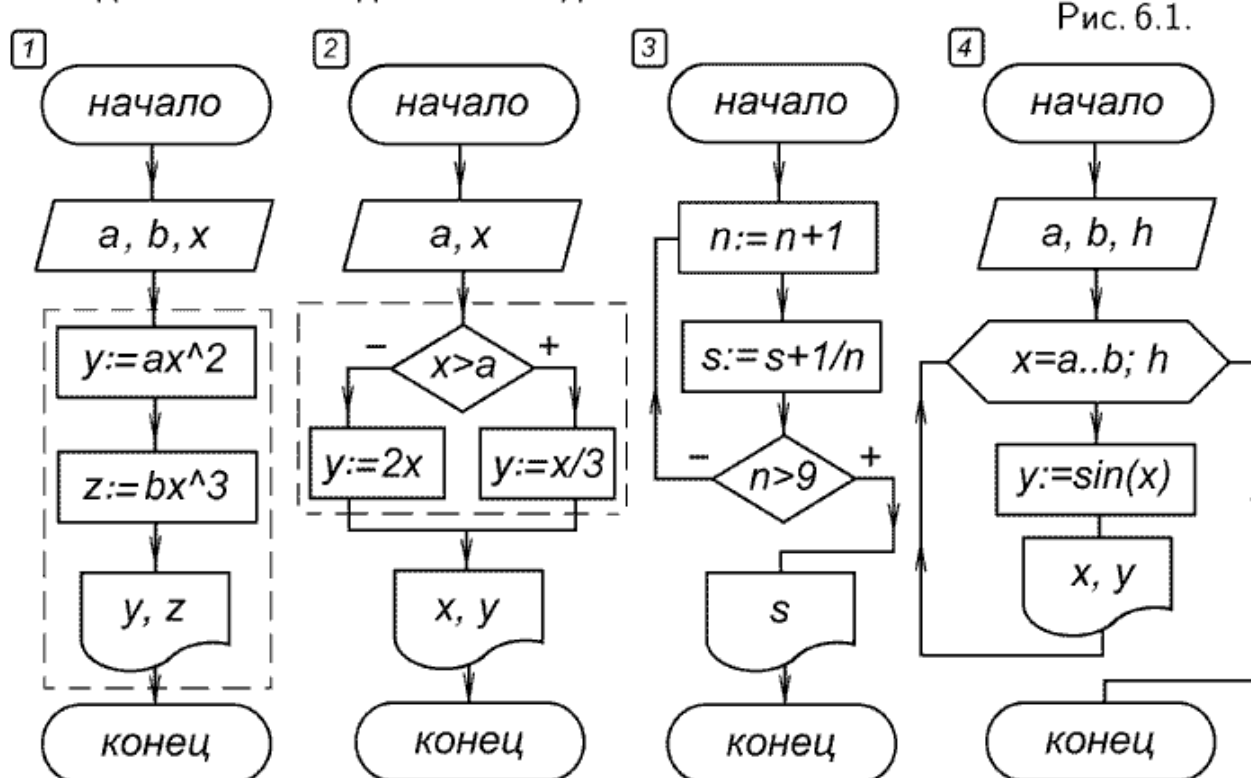 Рис. 6.1.
1
начало
a, b, x
y:=ax^2
z:=bx^3
y, z
конец
2
начало
a, x
x>a
–
+
y:=2x
y:=x/3
x, y
конец
3
начало
n:=n+1
s:=s+1/n
n>9
–
+
s
конец
4
начало
a, b, h
x=a..b; h
y:=sin(x)
x, y
конец